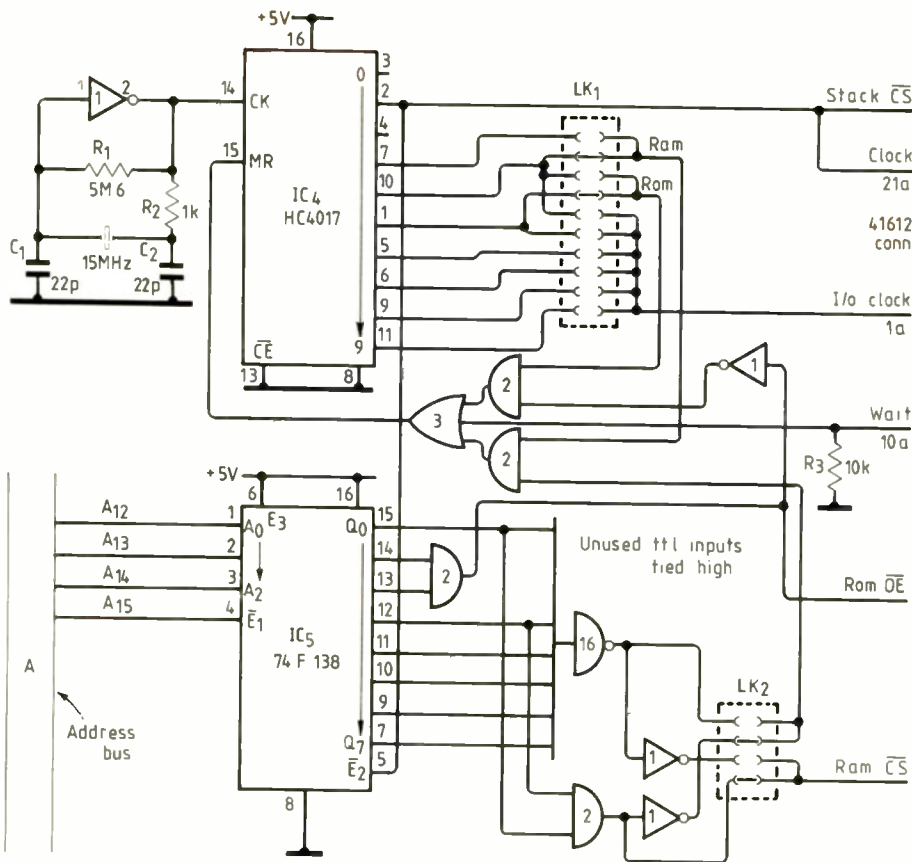 +5V
16
1
2
14
CK
15
MR
R1
5M6
R2
1k
C1
22p
15MHz
C2
22p
IC4
HC4017
0
9
3
2
4
7
10
1
5
6
9
11
CE
13
8
LK1
Ram
Rom
Stack CS
Clock
21a
41612
conn
I/o clock
1a
1
2
3
2
1
Wait
10a
R3
10k
+5V
6
16
A12
A13
A14
A15
1
2
3
4
A0
E3
A2
E1
IC5
74 F 138
Q0
Q7
E2
15
14
13
12
11
10
9
7
5
8
2
Unused ttl inputs
tied high
Rom OE
16
1
2
1
LK2
Ram CS
A
Address
bus